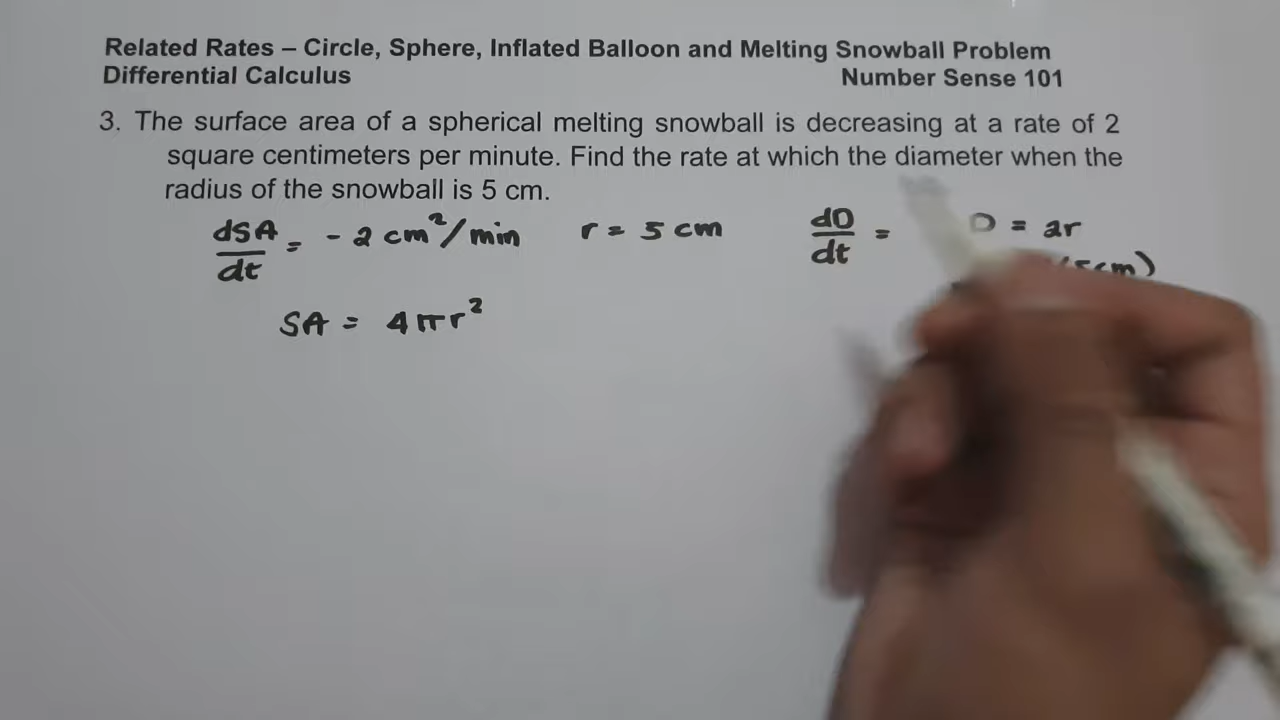 Related Rates – Circle, Sphere, Inflated Balloon and Melting Snowball Problem
Differential Calculus Number Sense 101
3. The surface area of a spherical melting snowball is decreasing at a rate of 2
square centimeters per minute. Find the rate at which the diameter when the
radius of the snowball is 5 cm.
dSA/dt = - 2 cm²/min r = 5 cm dD/dt = D = 2r
(5cm)
SA = 4πr²